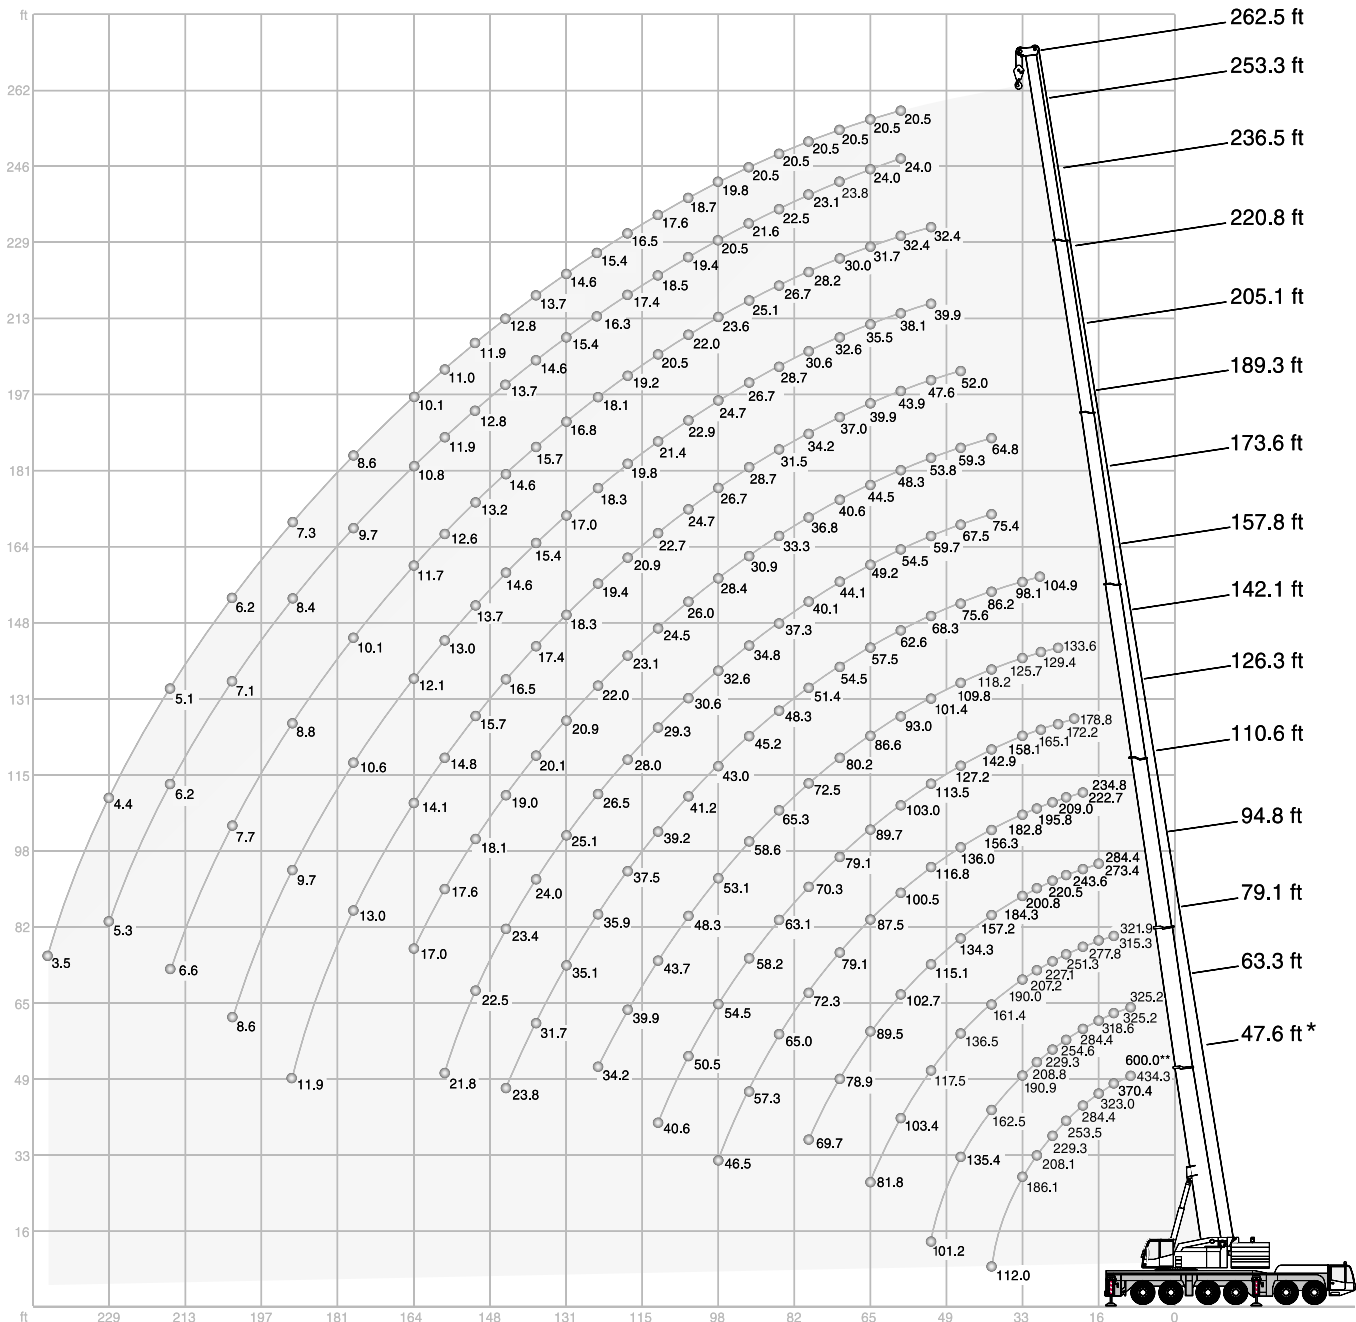 ft
262
246
229
213
197
181
164
148
131
115
98
82
65
49
33
16
262.5 ft
253.3 ft
236.5 ft
220.8 ft
205.1 ft
189.3 ft
173.6 ft
157.8 ft
142.1 ft
126.3 ft
110.6 ft
94.8 ft
79.1 ft
63.3 ft
47.6 ft *
3.5 4.4 5.1 6.2 7.3 8.6 10.1 11.0 11.9 12.8 13.7 14.6 15.4 16.5 17.6 18.7 19.8 20.5 20.5 20.5 20.5 20.5 20.5
5.3 6.2 7.1 8.4 9.7 10.8 11.9 12.8 13.7 14.6 15.4 16.3 17.4 18.5 19.4 20.5 21.6 22.5 23.1 23.8 24.0 24.0
6.6 7.7 8.8 10.1 11.7 12.6 13.2 14.6 15.7 16.8 18.1 19.2 20.5 22.0 23.6 25.1 26.7 28.2 30.0 31.7 32.4 32.4
8.6 9.7 10.6 12.1 13.0 13.7 14.6 15.4 17.0 18.3 19.8 21.4 22.9 24.7 26.7 28.7 30.6 32.6 35.5 38.1 39.9
11.9 13.0 14.1 14.8 15.7 16.5 17.4 18.3 19.4 20.9 22.7 24.7 26.7 28.7 31.5 34.2 37.0 39.9 43.9 47.6 52.0
17.0 17.6 18.1 19.0 20.1 20.9 22.0 23.1 24.5 26.0 28.4 30.9 33.3 36.8 40.6 44.5 48.3 53.8 59.3 64.8
21.8 22.5 23.4 24.0 25.1 26.5 28.0 29.3 30.6 32.6 34.8 37.3 40.1 44.1 49.2 54.5 59.7 67.5 75.4
23.8 31.7 35.1 35.9 37.5 39.2 41.2 43.0 45.2 48.3 51.4 54.5 57.5 62.6 68.3 75.6 86.2 98.1 104.9
34.2 39.9 43.7 48.3 53.1 58.6 65.3 72.5 80.2 86.6 93.0 101.4 109.8 118.2 125.7 129.4 133.6
40.6 50.5 54.5 58.2 63.1 70.3 79.1 89.7 103.0 113.5 127.2 142.9 158.1 165.1 172.2 178.8
46.5 57.3 65.0 72.3 79.1 87.5 100.5 116.8 136.0 156.3 182.8 195.8 209.0 222.7 234.8
69.7 78.9 89.5 102.7 115.1 134.3 157.2 184.3 200.8 220.5 243.6 273.4 284.4
81.8 103.4 117.5 136.5 161.4 190.0 207.2 227.1 251.3 277.8 315.3 321.9
101.2 135.4 162.5 190.9 208.8 229.3 254.6 284.4 318.6 325.2 325.2
112.0 186.1 208.1 229.3 253.5 284.4 323.0 370.4 434.3 600.0**
ft 229 213 197 181 164 148 131 115 98 82 65 49 33 16 0